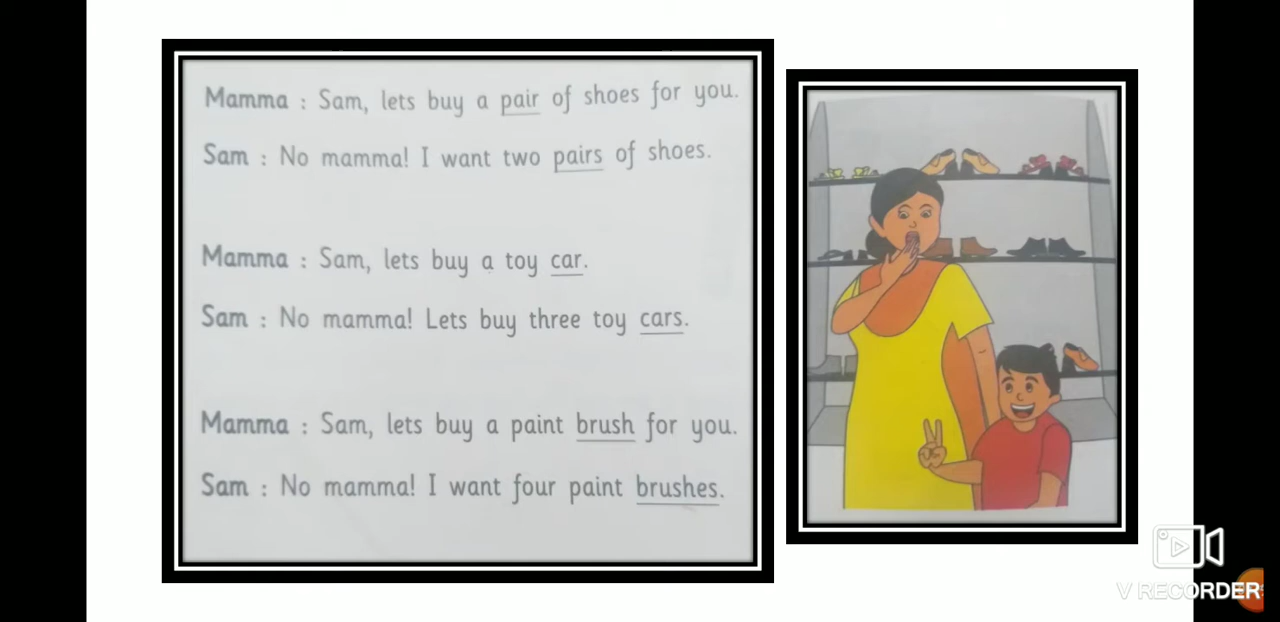 Mamma : Sam, lets buy a pair of shoes for you.
Sam : No mamma! I want two pairs of shoes.
Mamma : Sam, lets buy a toy car.
Sam : No mamma! Lets buy three toy cars.
Mamma : Sam, lets buy a paint brush for you.
Sam : No mamma! I want four paint brushes.
V RECORDER